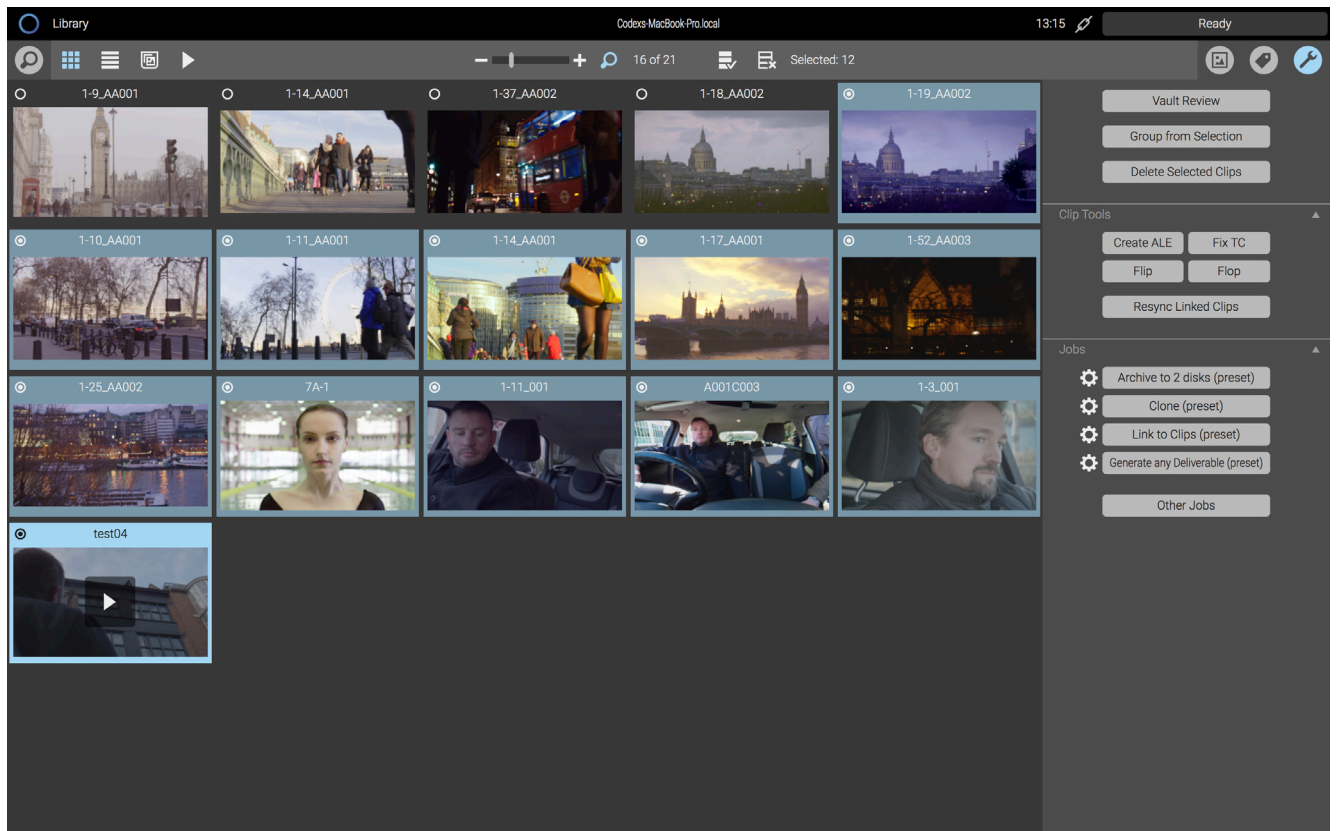 Library
Codexs-MacBook-Pro.local
13:15
Ready
16 of 21
Selected: 12
1-9_AA001
1-14_AA001
1-37_AA002
1-18_AA002
1-19_AA002
1-10_AA001
1-11_AA001
1-14_AA001
1-17_AA001
1-52_AA003
1-25_AA002
7A-1
1-11_001
A001C003
1-3_001
test04
Vault Review
Group from Selection
Delete Selected Clips
Clip Tools
Create ALE
Fix TC
Flip
Flop
Resync Linked Clips
Jobs
Archive to 2 disks (preset)
Clone (preset)
Link to Clips (preset)
Generate any Deliverable (preset)
Other Jobs